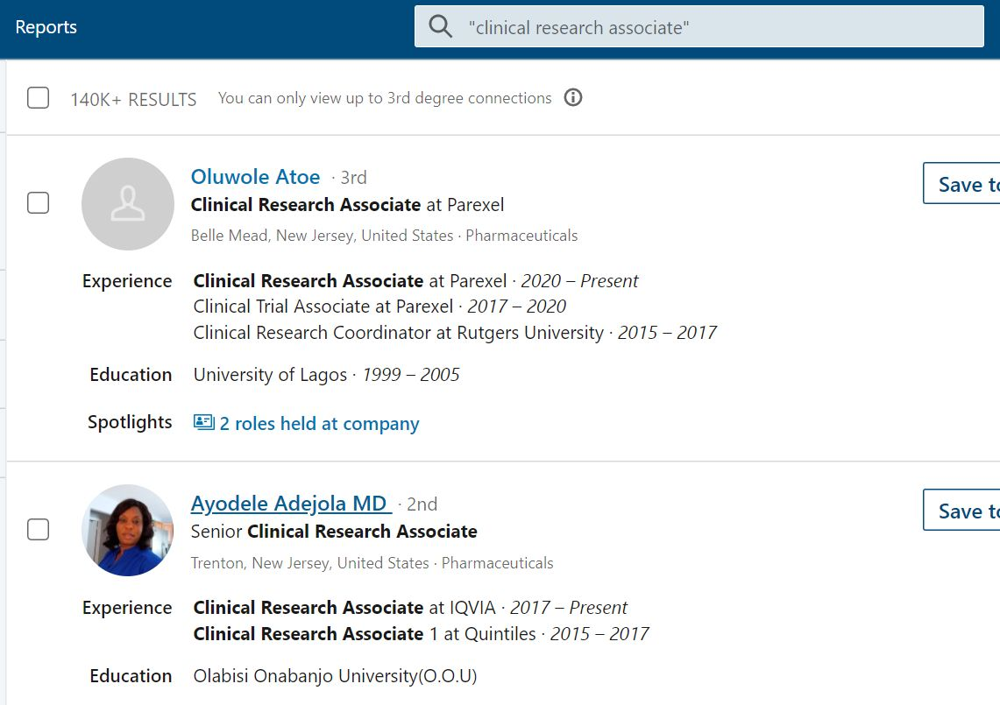 Reports
"clinical research associate"
140K+ RESULTS You can only view up to 3rd degree connections
Oluwole Atoe · 3rd
Save to
Clinical Research Associate at Parexel
Belle Mead, New Jersey, United States · Pharmaceuticals
Experience Clinical Research Associate at Parexel · 2020 – Present
Clinical Trial Associate at Parexel · 2017 – 2020
Clinical Research Coordinator at Rutgers University · 2015 – 2017
Education University of Lagos · 1999 – 2005
Spotlights 2 roles held at company
Ayodele Adejola MD · 2nd
Save to
Senior Clinical Research Associate
Trenton, New Jersey, United States · Pharmaceuticals
Experience Clinical Research Associate at IQVIA · 2017 – Present
Clinical Research Associate 1 at Quintiles · 2015 – 2017
Education Olabisi Onabanjo University(O.O.U)